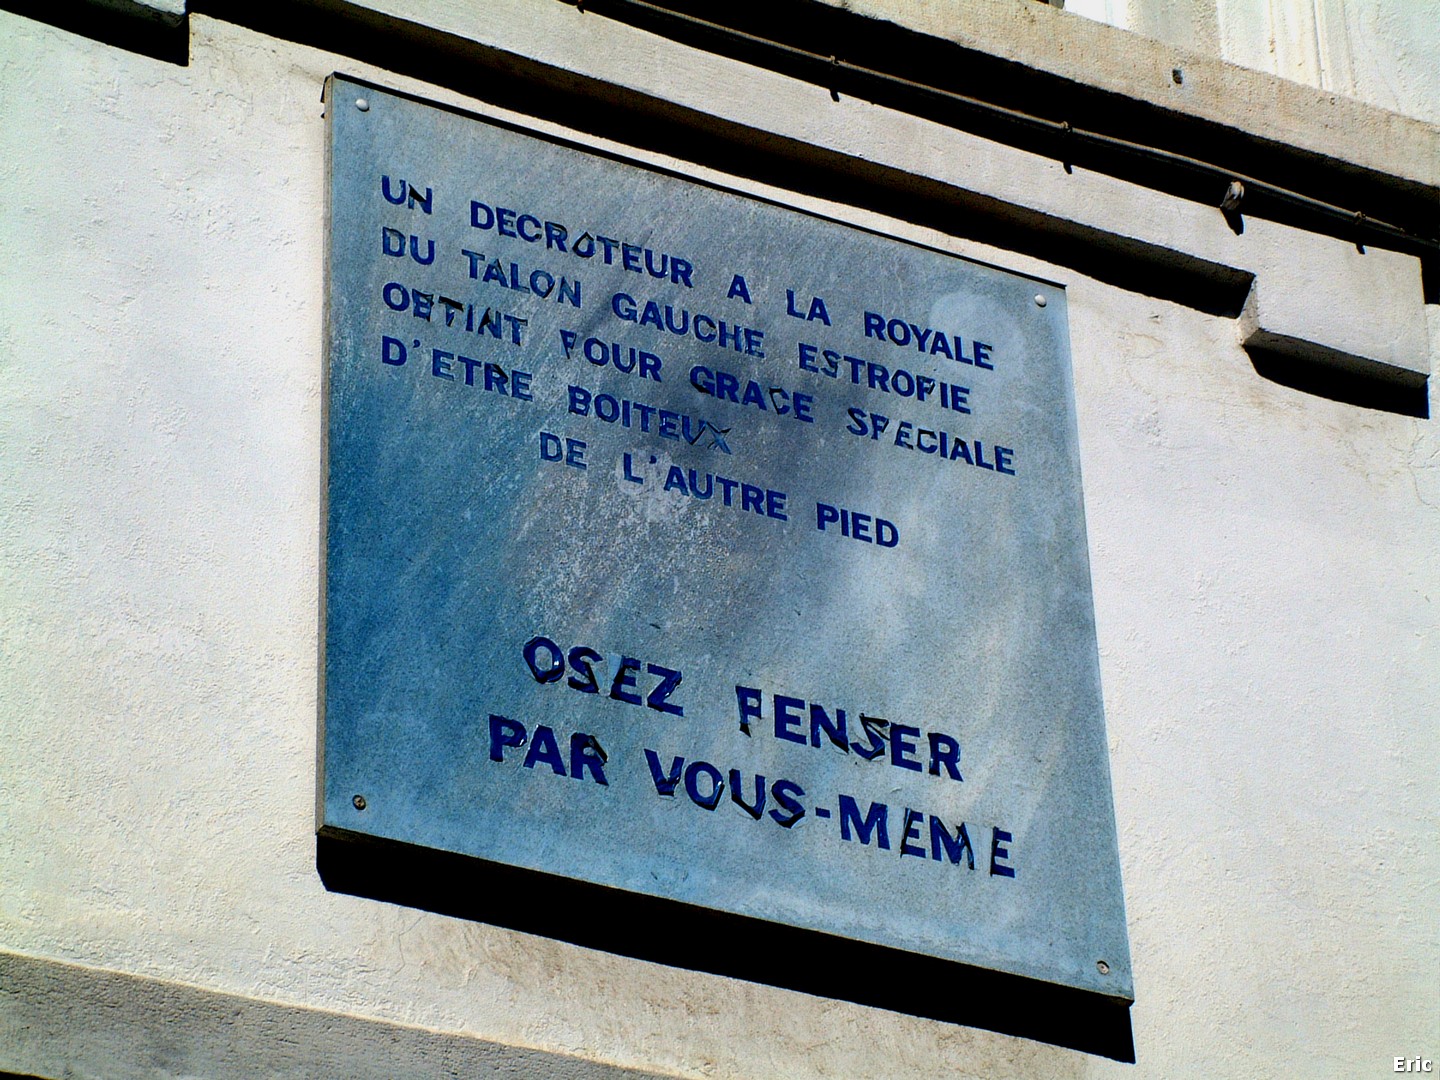 UN DECROTEUR A LA ROYALE
DU TALON GAUCHE ESTROPIE
OBTINT POUR GRACE SPECIALE
D'ETRE BOITEUX
DE L'AUTRE PIED
OSEZ PENSER
PAR VOUS-MEME
Eric